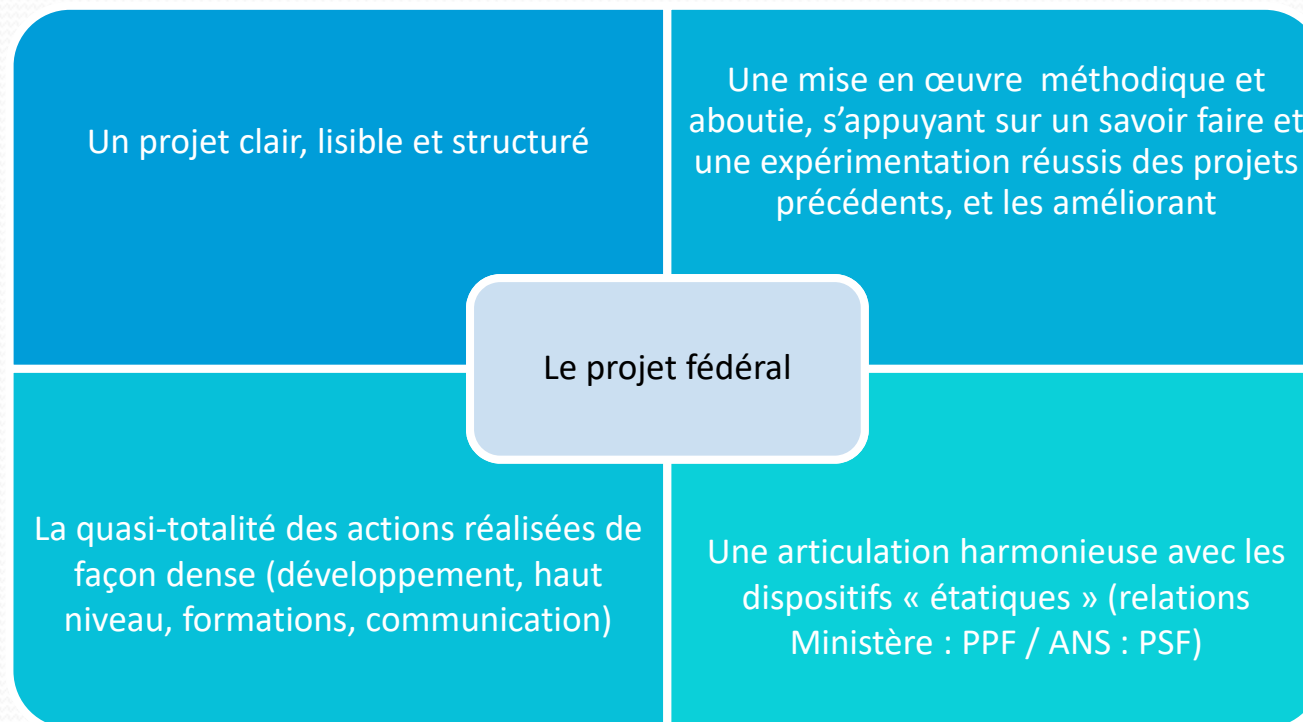 Un projet clair, lisible et structuré
Une mise en œuvre méthodique et
aboutie, s’appuyant sur un savoir faire et
une expérimentation réussis des projets
précédents, et les améliorant
Le projet fédéral
La quasi-totalité des actions réalisées de
façon dense (développement, haut
niveau, formations, communication)
Une articulation harmonieuse avec les
dispositifs « étatiques » (relations
Ministère : PPF / ANS : PSF)